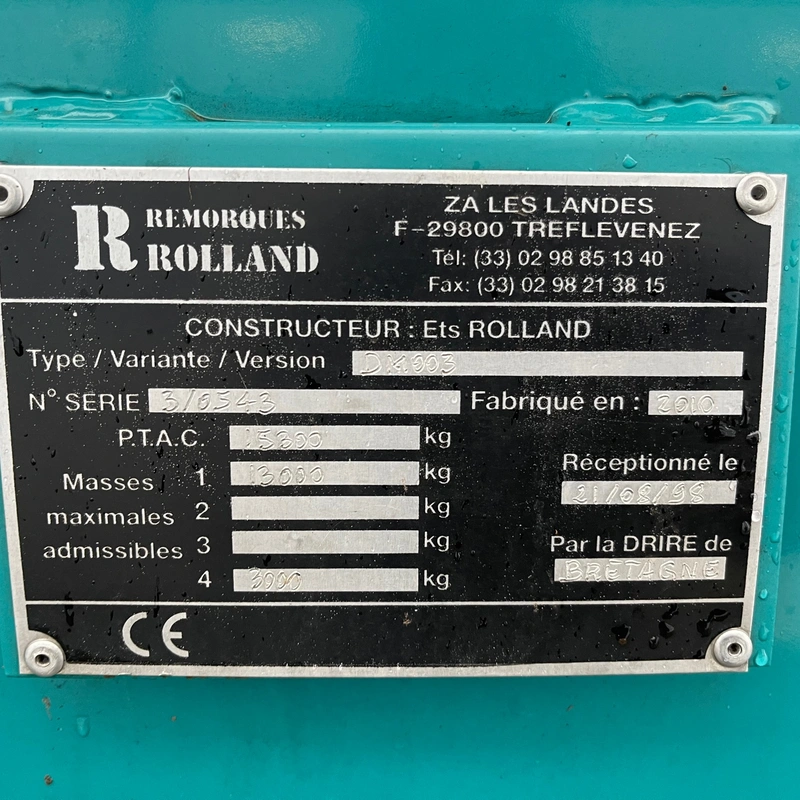 R REMORQUES
ROLLAND
ZA LES LANDES
F-29800 TREFLEVENEZ
Tél: (33) 02 98 85 13 40
Fax: (33) 02 98 21 38 15
CONSTRUCTEUR : Ets ROLLAND
Type / Variante / Version DK003
N° SERIE 3/0543 Fabriqué en : 2010
P.T.A.C. 15800 kg
Masses maximales admissibles
1 13000 kg
2 kg
3 kg
4 3000 kg
Réceptionné le
21/08/98
Par la DRIRE de
BRETAGNE
CE